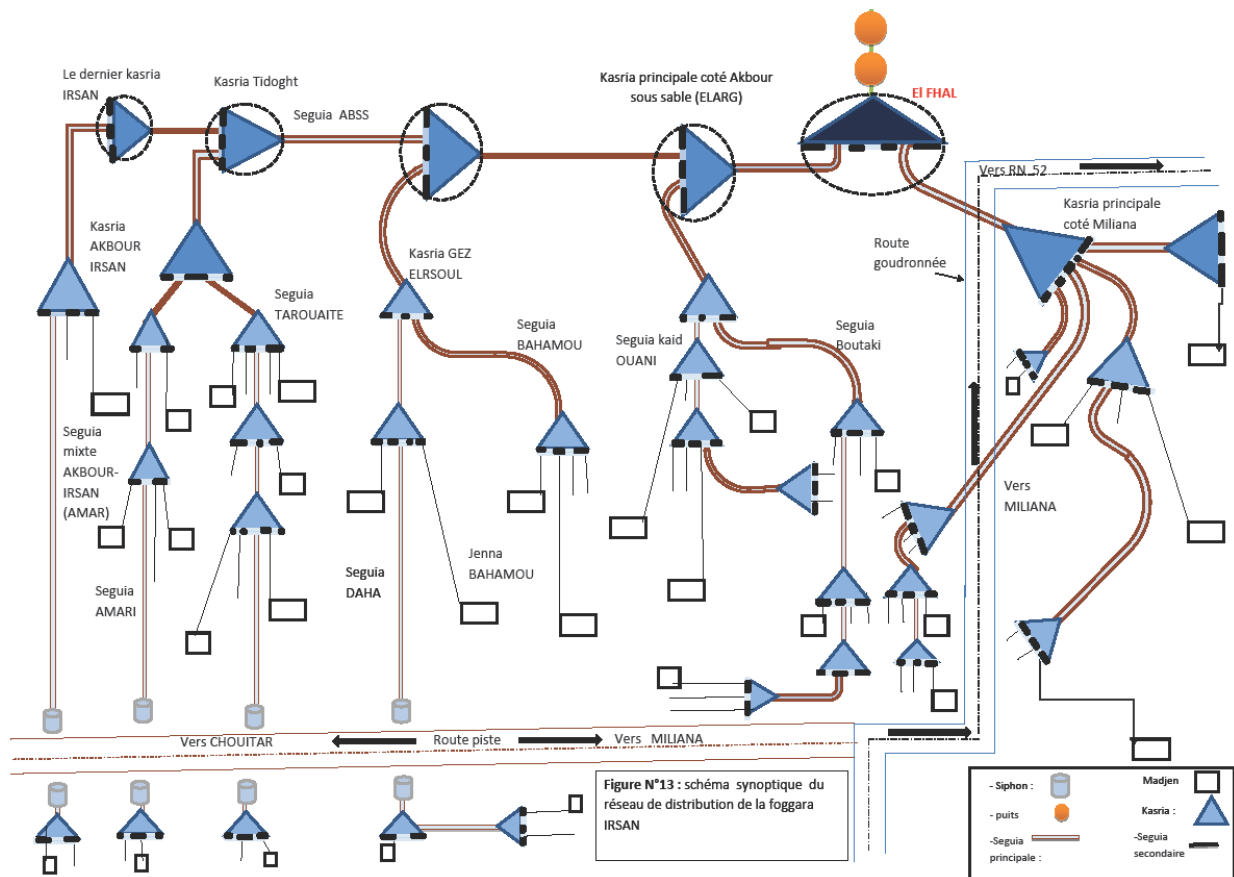 Le dernier kasria
IRSAN
Kasria Tidoght
Seguia ABSS
Kasria principale coté Akbour
sous sable (ELARG)
El FHAL
Vers RN 52
Kasria principale
coté Miliana
Route
goudronnée
Kasria
AKBOUR
IRSAN
Seguia
TAROUAITE
Kasria GEZ
ELRSOUL
Seguia
BAHAMOU
Seguia kaid
OUANI
Seguia
Boutaki
Seguia
mixte
AKBOUR-
IRSAN
(AMAR)
Seguia
AMARI
Seguia
DAHA
Jenna
BAHAMOU
Vers
MILIANA
Vers CHOUITAR
Route piste
Vers MILIANA
Figure N°13 : schéma synoptique du
réseau de distribution de la foggara
IRSAN
- Siphon :
Madjen
- puits
Kasria :
-Seguia
principale :
-Seguia
secondaire